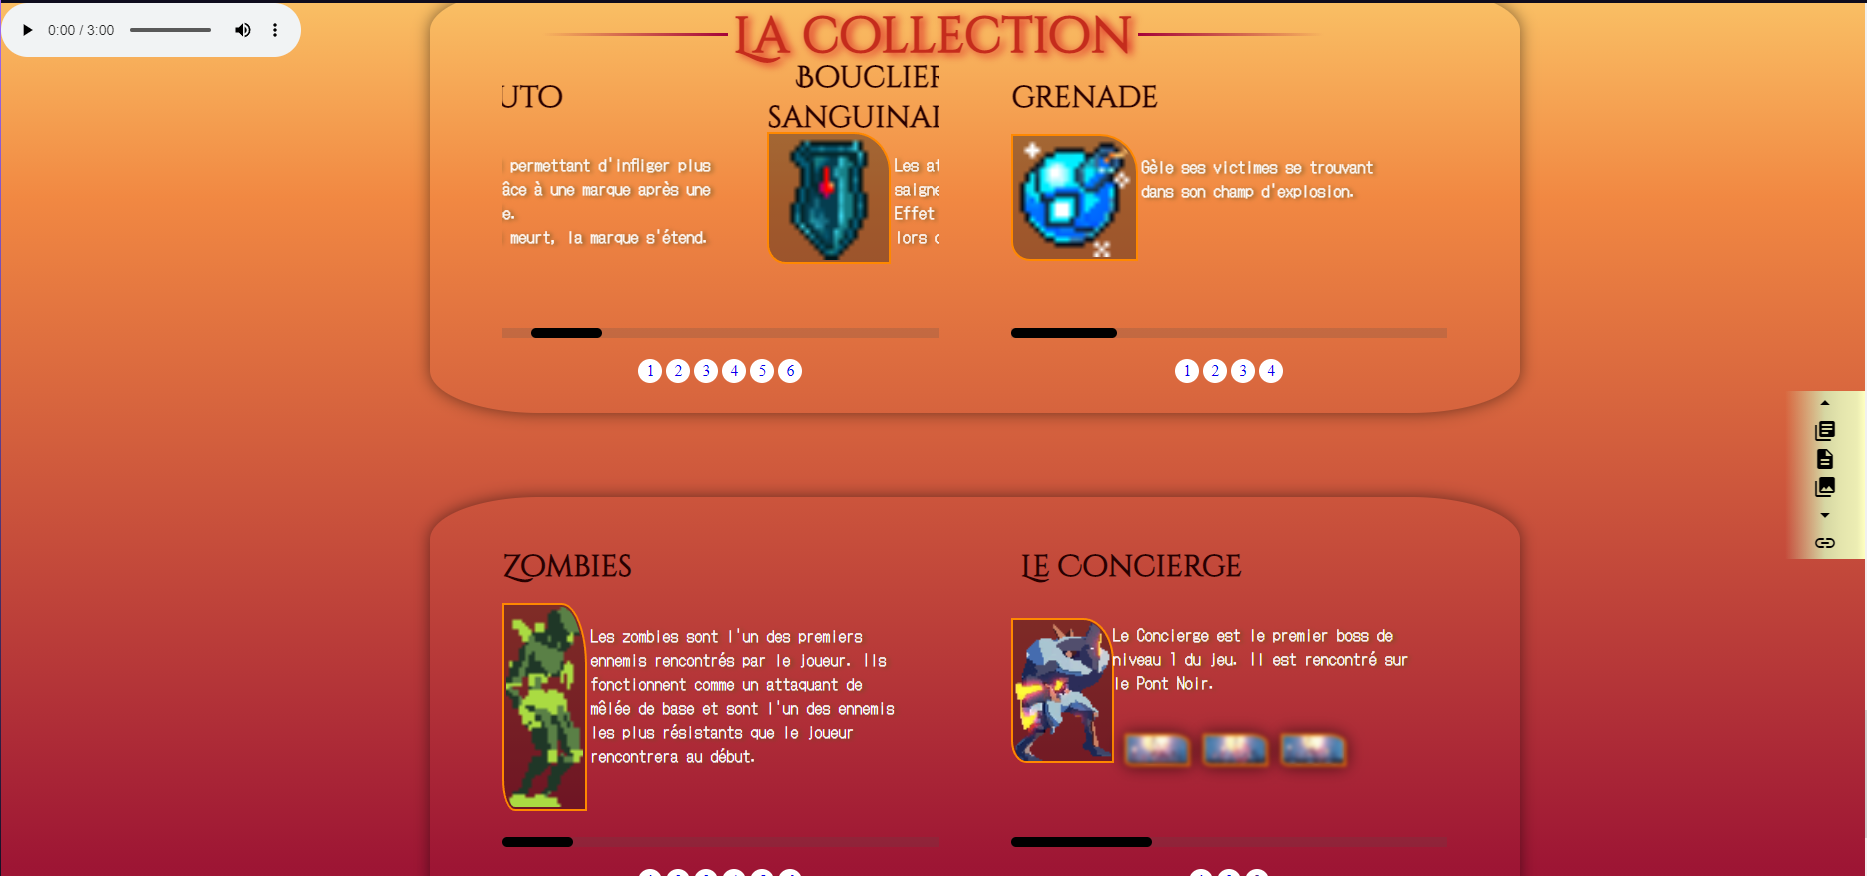 0:00 / 3:00
La Collection
UTO
permettant d'infliger plus
âce à une marque après une
e.
meurt, la marque s'étend.
Bouclier
sanguinai
Les at
saigne
Effet
lors d
grenade
Gèle ses victimes se trouvant
dans son champ d'explosion.
1 2 3 4 5 6
1 2 3 4
Zombies
Les zombies sont l'un des premiers
ennemis rencontrés par le joueur. Ils
fonctionnent comme un attaquant de
mêlée de base et sont l'un des ennemis
les plus résistants que le joueur
rencontrera au début.
Le Concierge
Le Concierge est le premier boss de
niveau 1 du jeu. Il est rencontré sur
le Pont Noir.